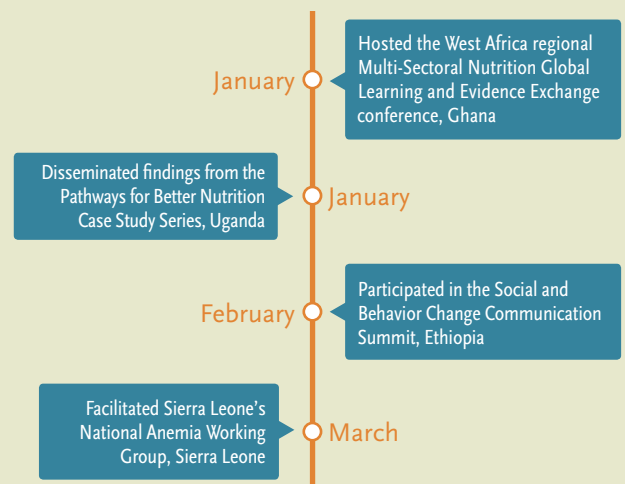 January
Hosted the West Africa regional
Multi-Sectoral Nutrition Global
Learning and Evidence Exchange
conference, Ghana
Disseminated findings from the
Pathways for Better Nutrition
Case Study Series, Uganda
January
February
Participated in the Social and
Behavior Change Communication
Summit, Ethiopia
Facilitated Sierra Leone’s
National Anemia Working
Group, Sierra Leone
March